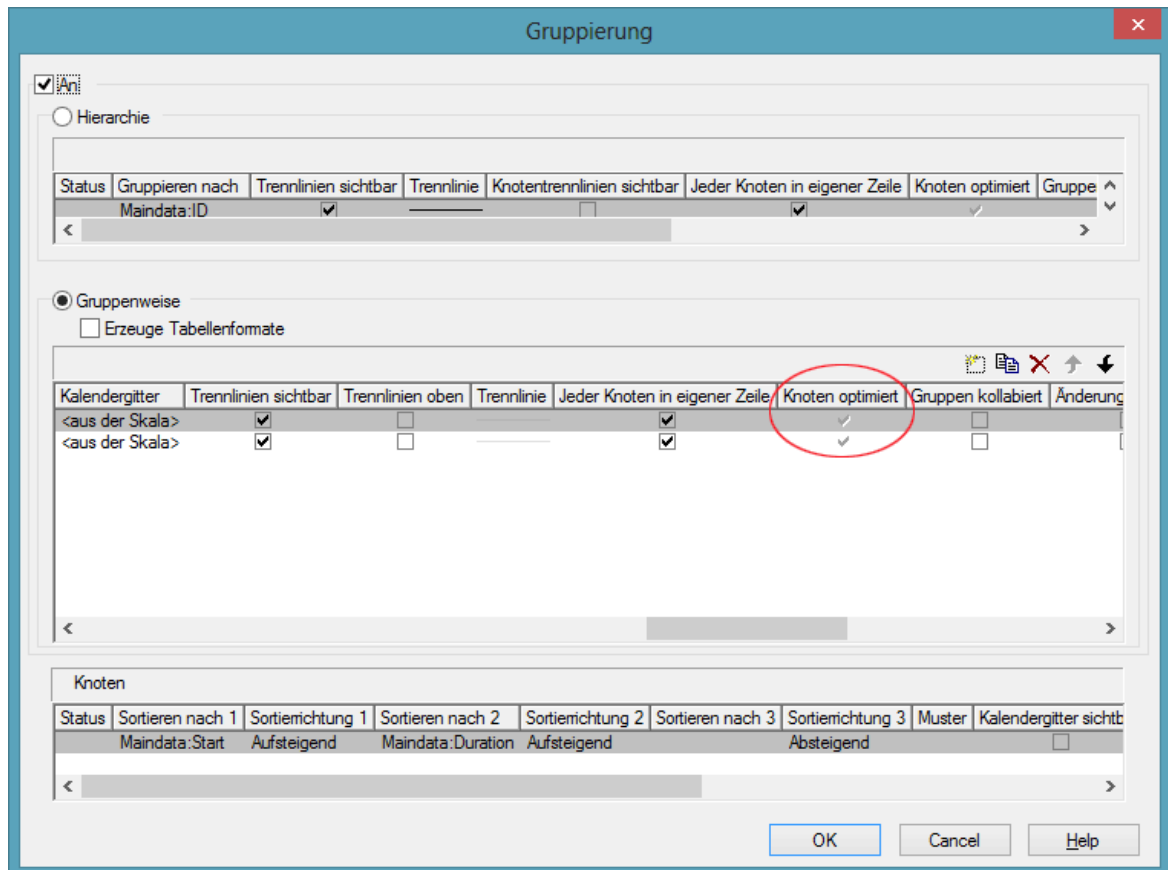 Gruppierung
An
Hierarchie
Status Gruppieren nach Trennlinien sichtbar Trennlinie Knotentrennlinien sichtbar Jeder Knoten in eigener Zeile Knoten optimiert Gruppe
Maindata:ID
Gruppenweise
Erzeuge Tabellenformate
Kalendergitter Trennlinien sichtbar Trennlinien oben Trennlinie Jeder Knoten in eigener Zeile Knoten optimiert Gruppen kollabiert Änderung
<aus der Skala>
<aus der Skala>
Knoten
Status Sortieren nach 1 Sortierrichtung 1 Sortieren nach 2 Sortierrichtung 2 Sortieren nach 3 Sortierrichtung 3 Muster Kalendergitter sichtb
Maindata:Start Aufsteigend Maindata:Duration Aufsteigend Absteigend
OK Cancel Help